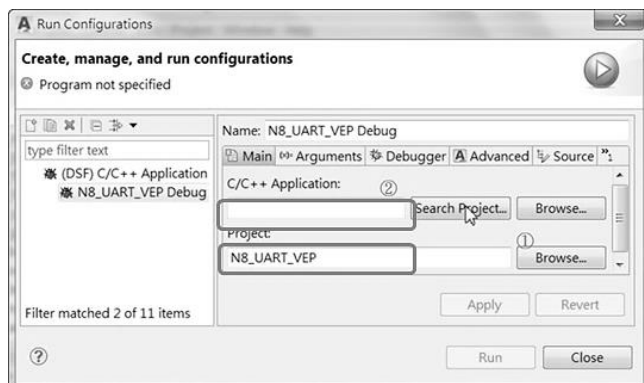 Run Configurations
Create, manage, and run configurations
Program not specified
type filter text
(DSF) C/C++ Application
N8_UART_VEP Debug
Filter matched 2 of 11 items
Name: N8_UART_VEP Debug
Main Arguments Debugger Advanced Source "1
C/C++ Application:
②
Search Project... Browse...
Project:
①
N8_UART_VEP Browse...
Apply Revert
Run Close